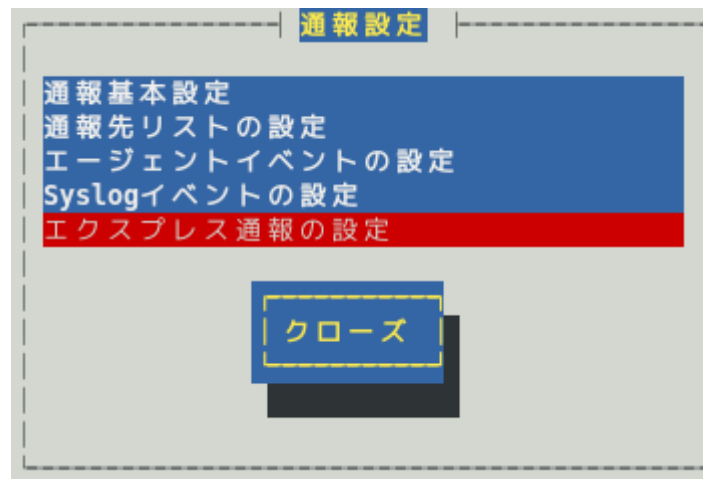 通報設定
通報基本設定
通報先リストの設定
エージェントイベントの設定
Syslogイベントの設定
エクスプレス通報の設定
クローズ